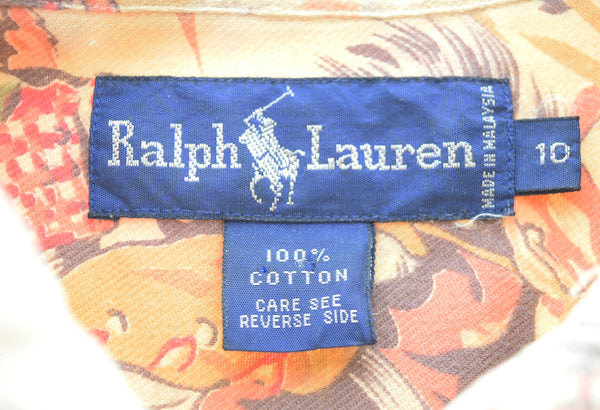 Ralph Lauren
MADE IN MALAYSIA
10
100%
COTTON
CARE SEE
REVERSE SIDE